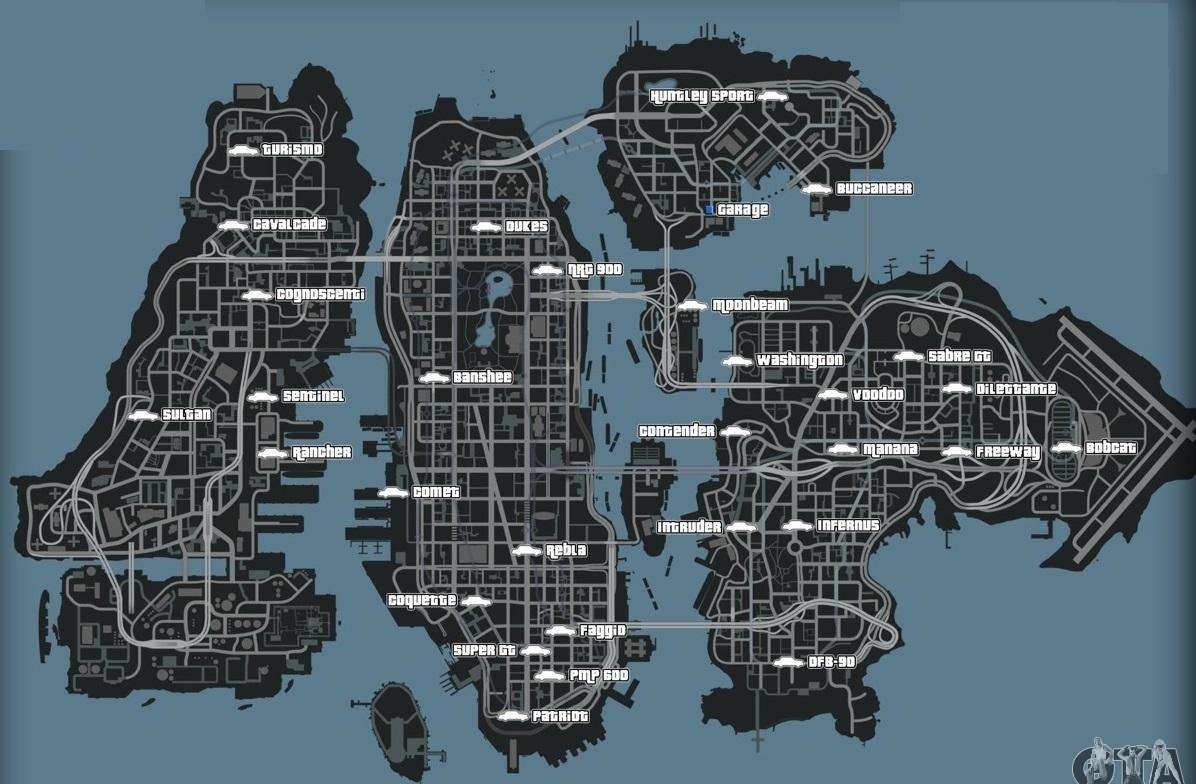 HUNTLEY SPORT
TURISMO
BUCCANEER
GARAGE
CAVALCADE
DUKES
NRG 900
COGNOSCENTI
MOONBEAM
WASHINGTON
SABRE GT
BANSHEE
DILETTANTE
SENTINEL
VOODOO
SULTAN
CONTENDER
MANANA
FREEWAY
BOBCAT
RANCHER
COMET
INTRUDER
INFERNUS
REBLA
COQUETTE
FAGGIO
SUPER GT
DF8-90
PMP 600
PATRIOT
GTA